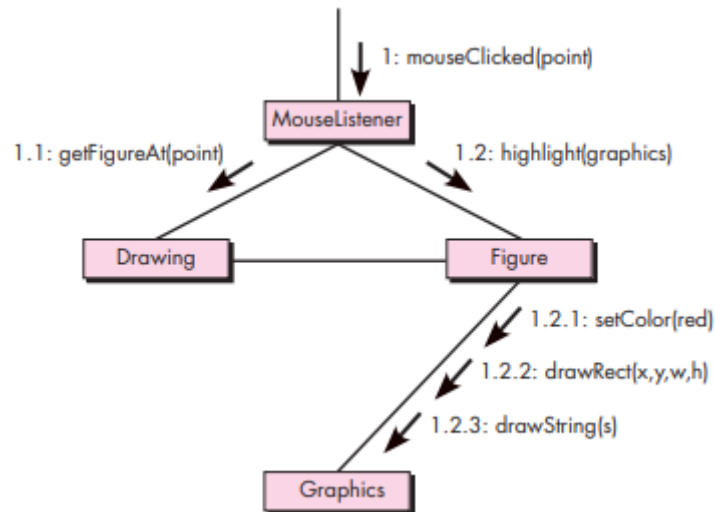 1: mouseClicked(point)
MouseListener
1.1: getFigureAt(point)
1.2: highlight(graphics)
Drawing
Figure
1.2.1: setColor(red)
1.2.2: drawRect(x,y,w,h)
1.2.3: drawString(s)
Graphics